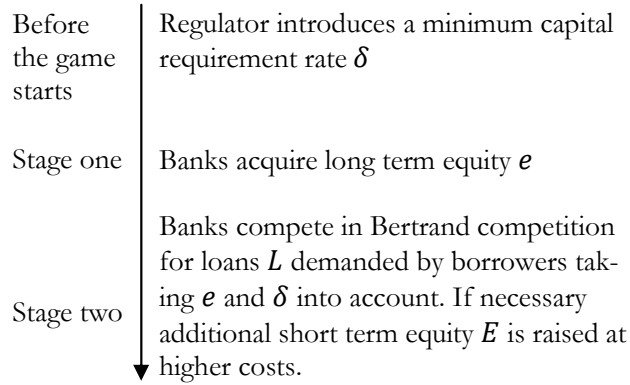 Before the game starts
Regulator introduces a minimum capital
requirement rate δ
Stage one
Banks acquire long term equity e
Stage two
Banks compete in Bertrand competition
for loans L demanded by borrowers tak-
ing e and δ into account. If necessary
additional short term equity E is raised at
higher costs.